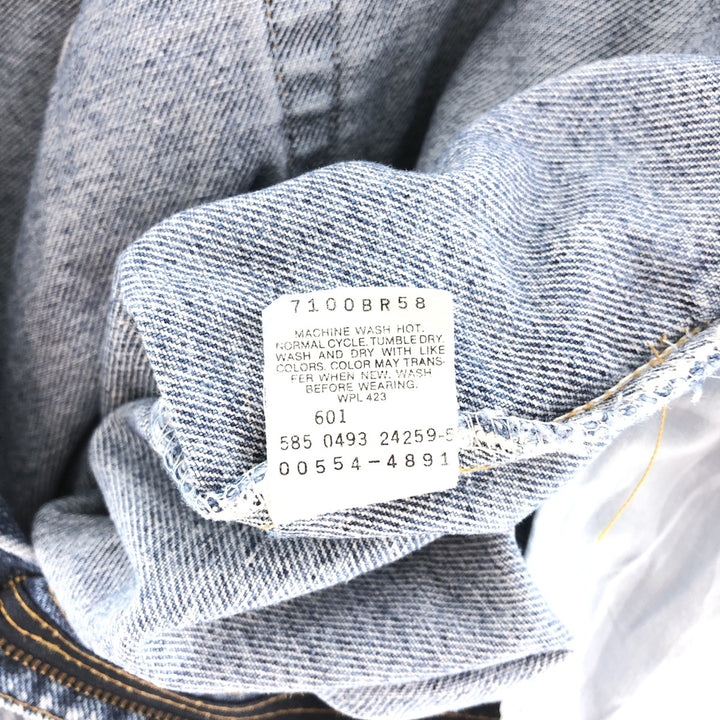 7100BR58
MACHINE WASH HOT.
NORMAL CYCLE. TUMBLE DRY.
WASH AND DRY WITH LIKE
COLORS. COLOR MAY TRANS-
FER WHEN NEW. WASH
BEFORE WEARING.
WPL 423
601
585 0493 24259-5
00554-4891